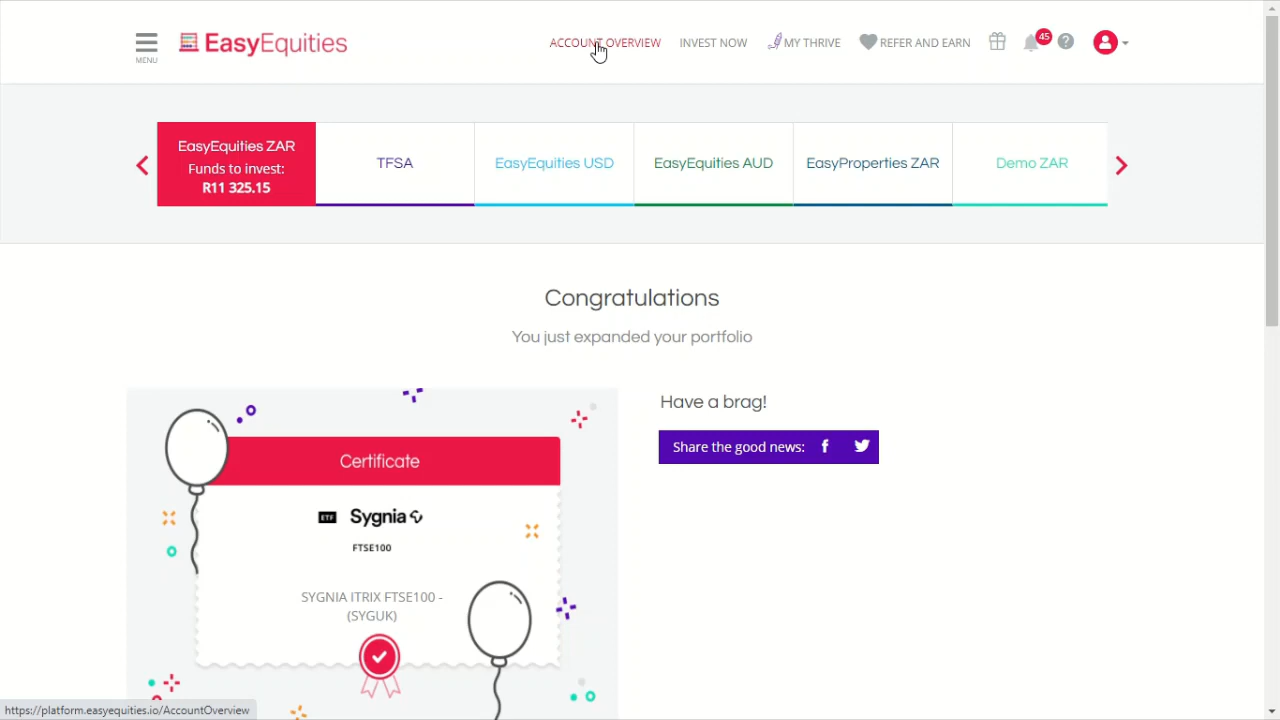 MENU
EasyEquities
ACCOUNT OVERVIEW
INVEST NOW
MY THRIVE
REFER AND EARN
45
?
EasyEquities ZAR
Funds to invest:
R11 325.15
TFSA
EasyEquities USD
EasyEquities AUD
EasyProperties ZAR
Demo ZAR
Congratulations
You just expanded your portfolio
Have a brag!
Share the good news:
Certificate
ETF Sygnia
FTSE100
SYGNIA ITRIX FTSE100 -
(SYGUK)
https://platform.easyequities.io/AccountOverview